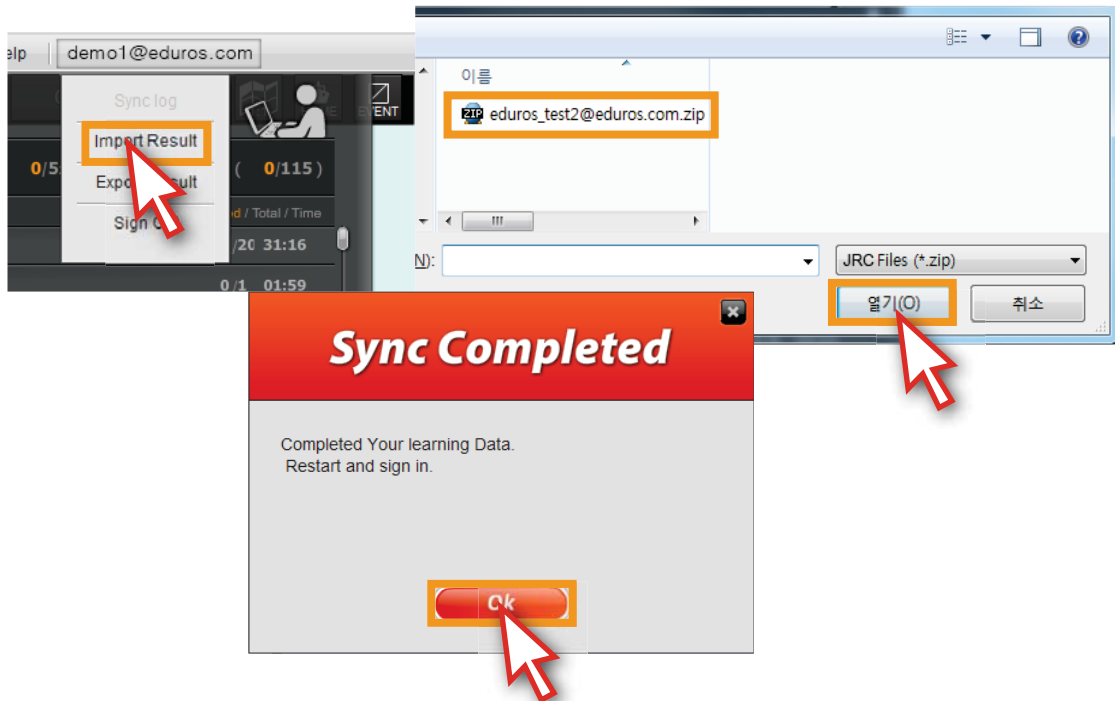 elp demo1@eduros.com
Sync log
EVENT
Import Result
0/5 ( 0/115 )
/ Total / Time
/20 31:16
0/1 01:59
이름
ZIP eduros_test2@eduros.com.zip
N): JRC Files (*.zip)
열기(O) 취소
Sync Completed
Completed Your learning Data.
Restart and sign in.
Ok